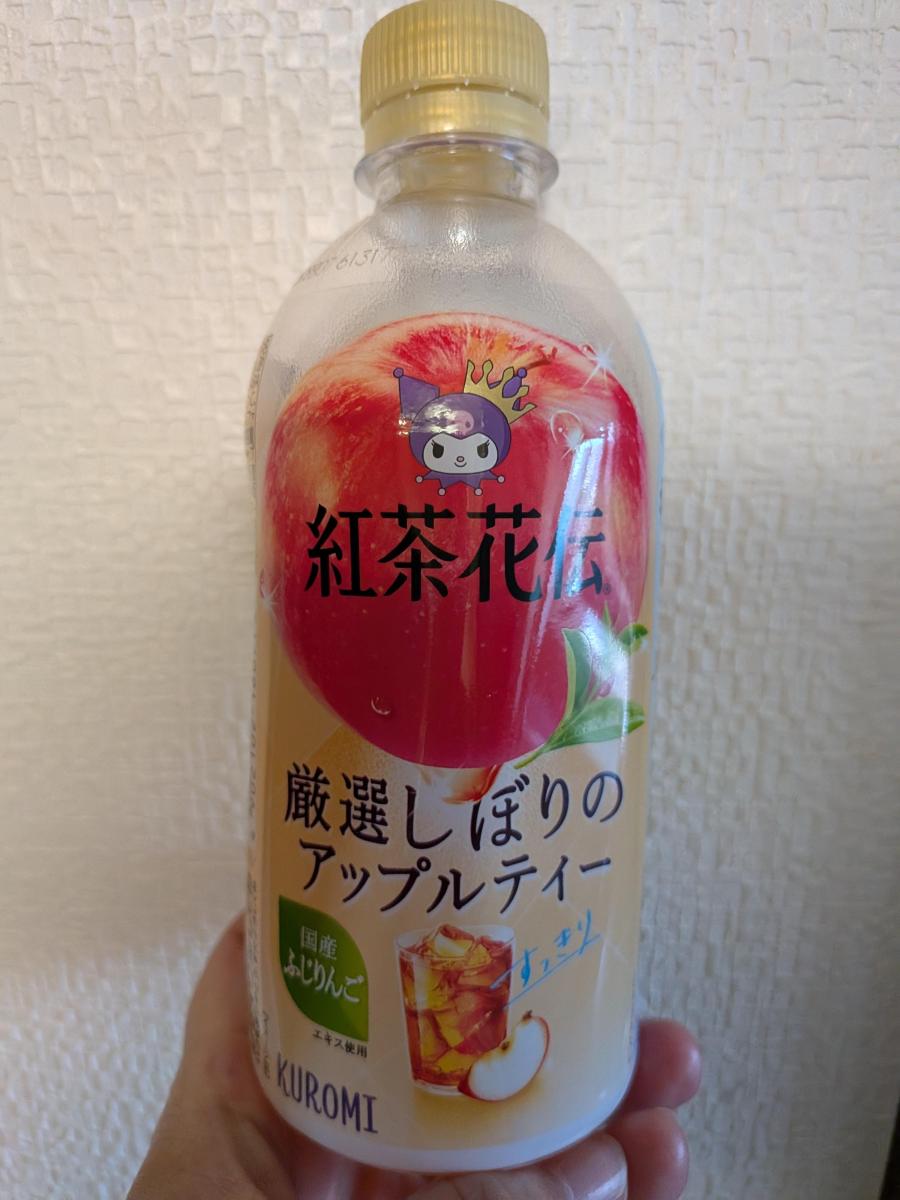 紅茶花伝®
厳選しぼりの
アップルティー
すっきり
国産
ふじりんご
エキス使用
KUROMI